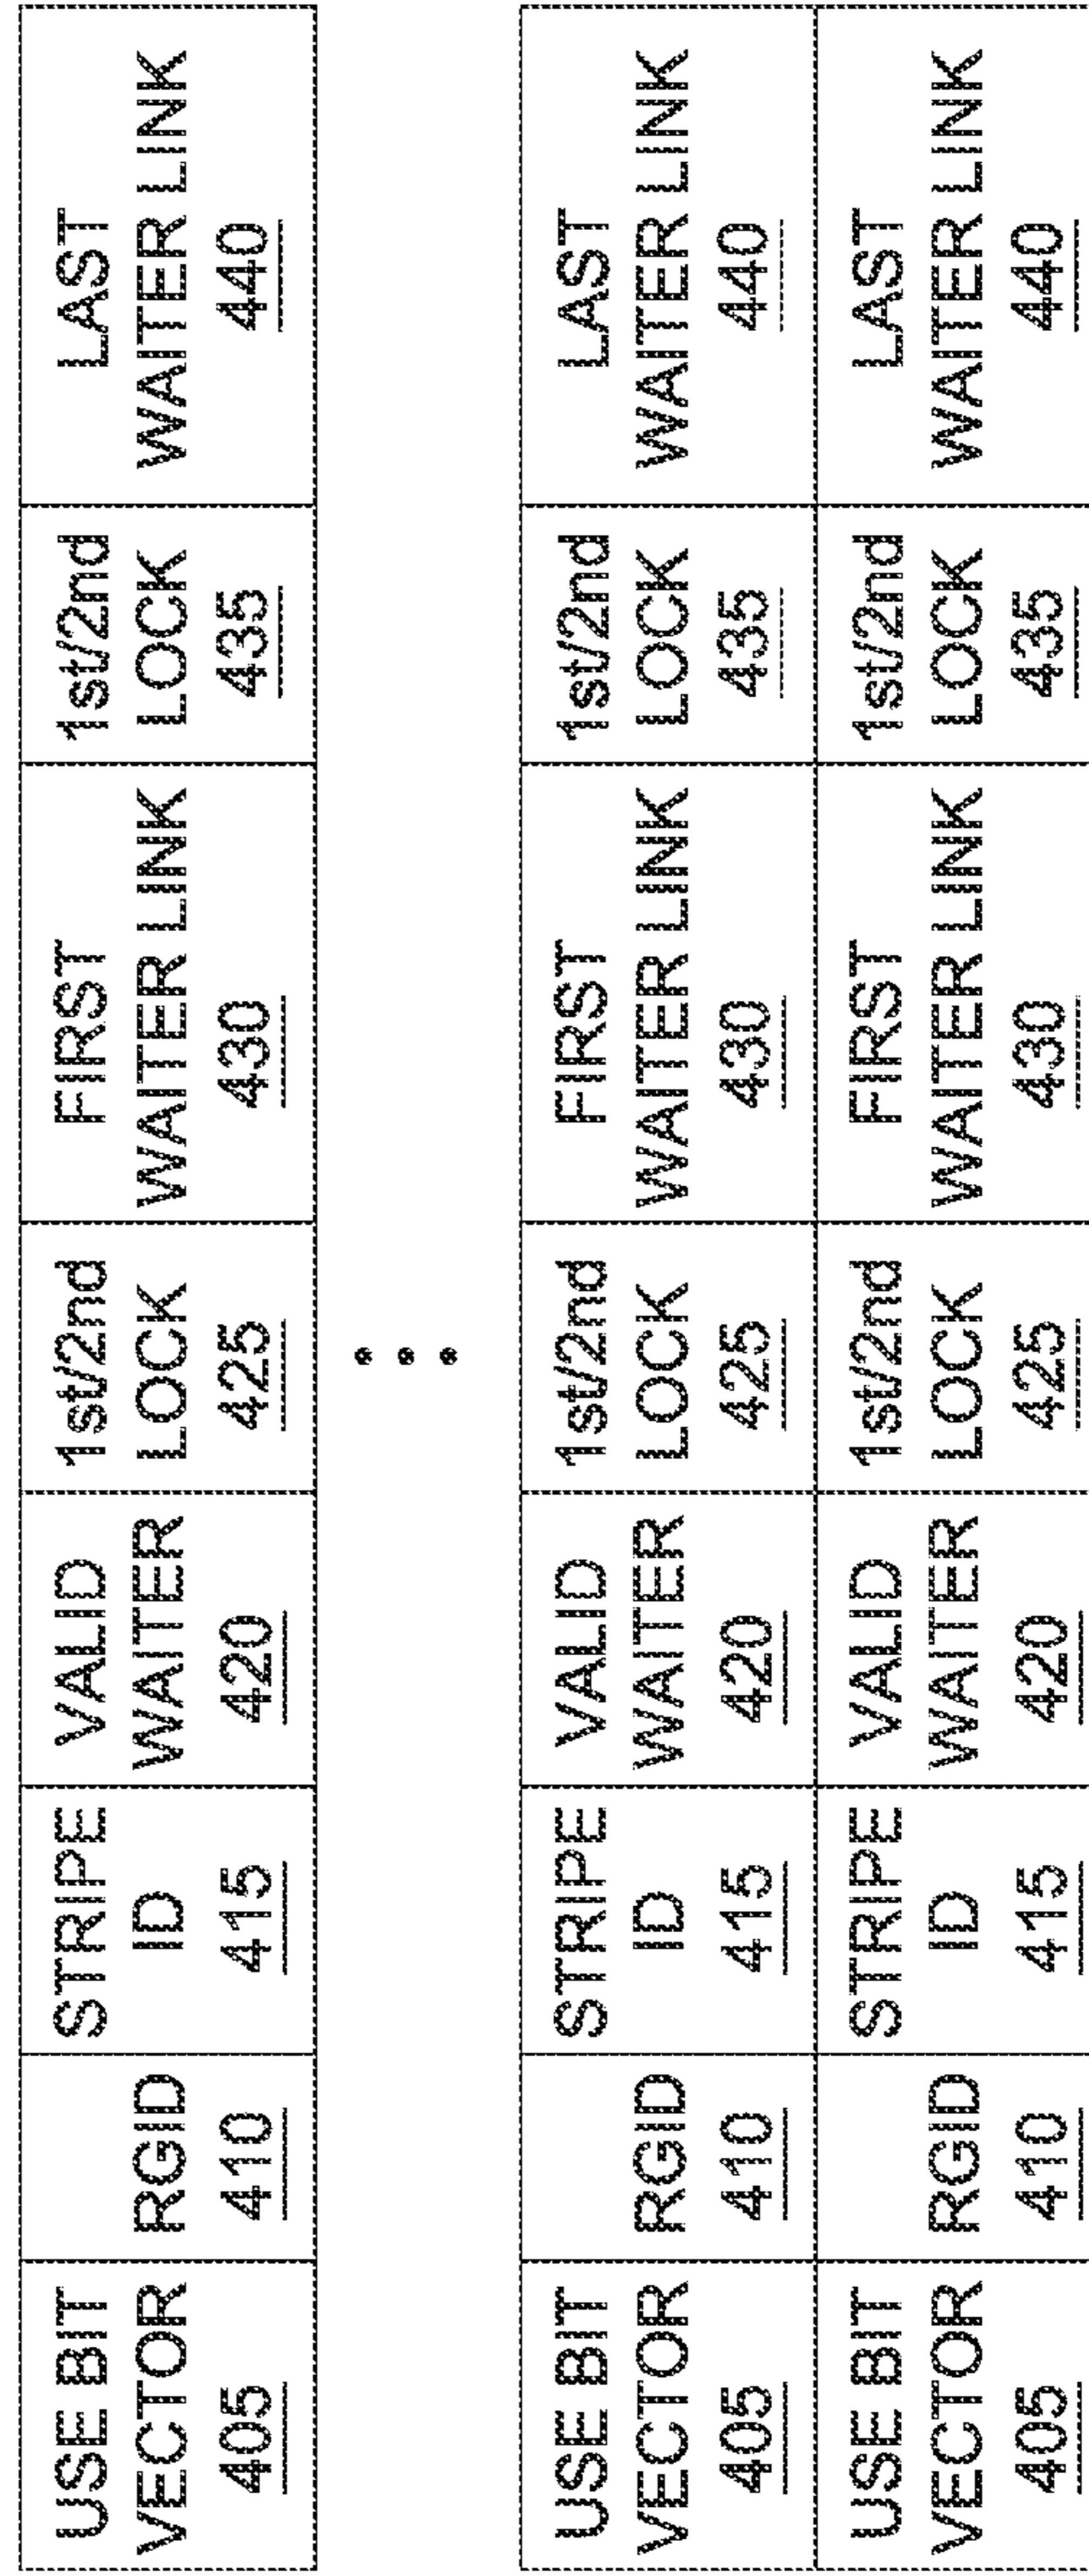 USE BIT
VECTOR
405
RGID
410
STRIPE
ID
415
VALID
WAITER
420
1st/2nd
LOCK
425
FIRST
WAITER LINK
430
1st/2nd
LOCK
435
LAST
WAITER LINK
440
USE BIT
VECTOR
405
RGID
410
STRIPE
ID
415
VALID
WAITER
420
1st/2nd
LOCK
425
FIRST
WAITER LINK
430
1st/2nd
LOCK
435
LAST
WAITER LINK
440
USE BIT
VECTOR
405
RGID
410
STRIPE
ID
415
VALID
WAITER
420
1st/2nd
LOCK
425
FIRST
WAITER LINK
430
1st/2nd
LOCK
435
LAST
WAITER LINK
440